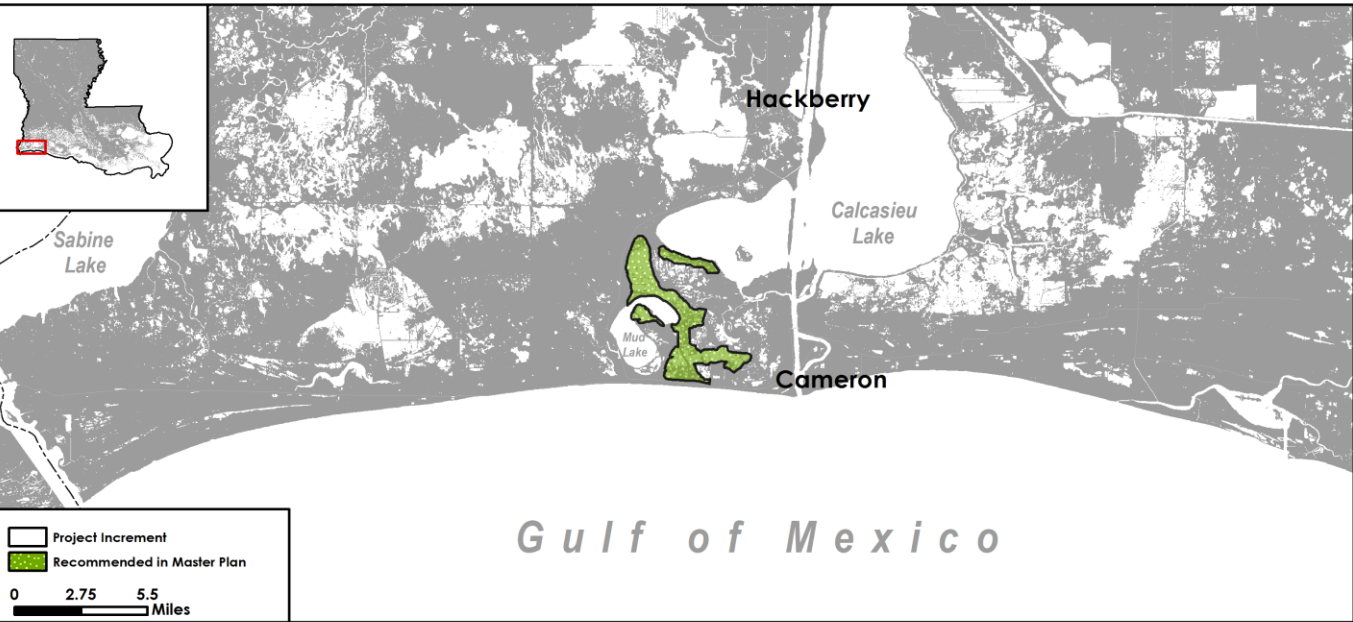 Hackberry
Calcasieu
Lake
Sabine
Lake
Mud
Lake
Cameron
Gulf of Mexico
Project Increment
Recommended in Master Plan
0 2.75 5.5
Miles